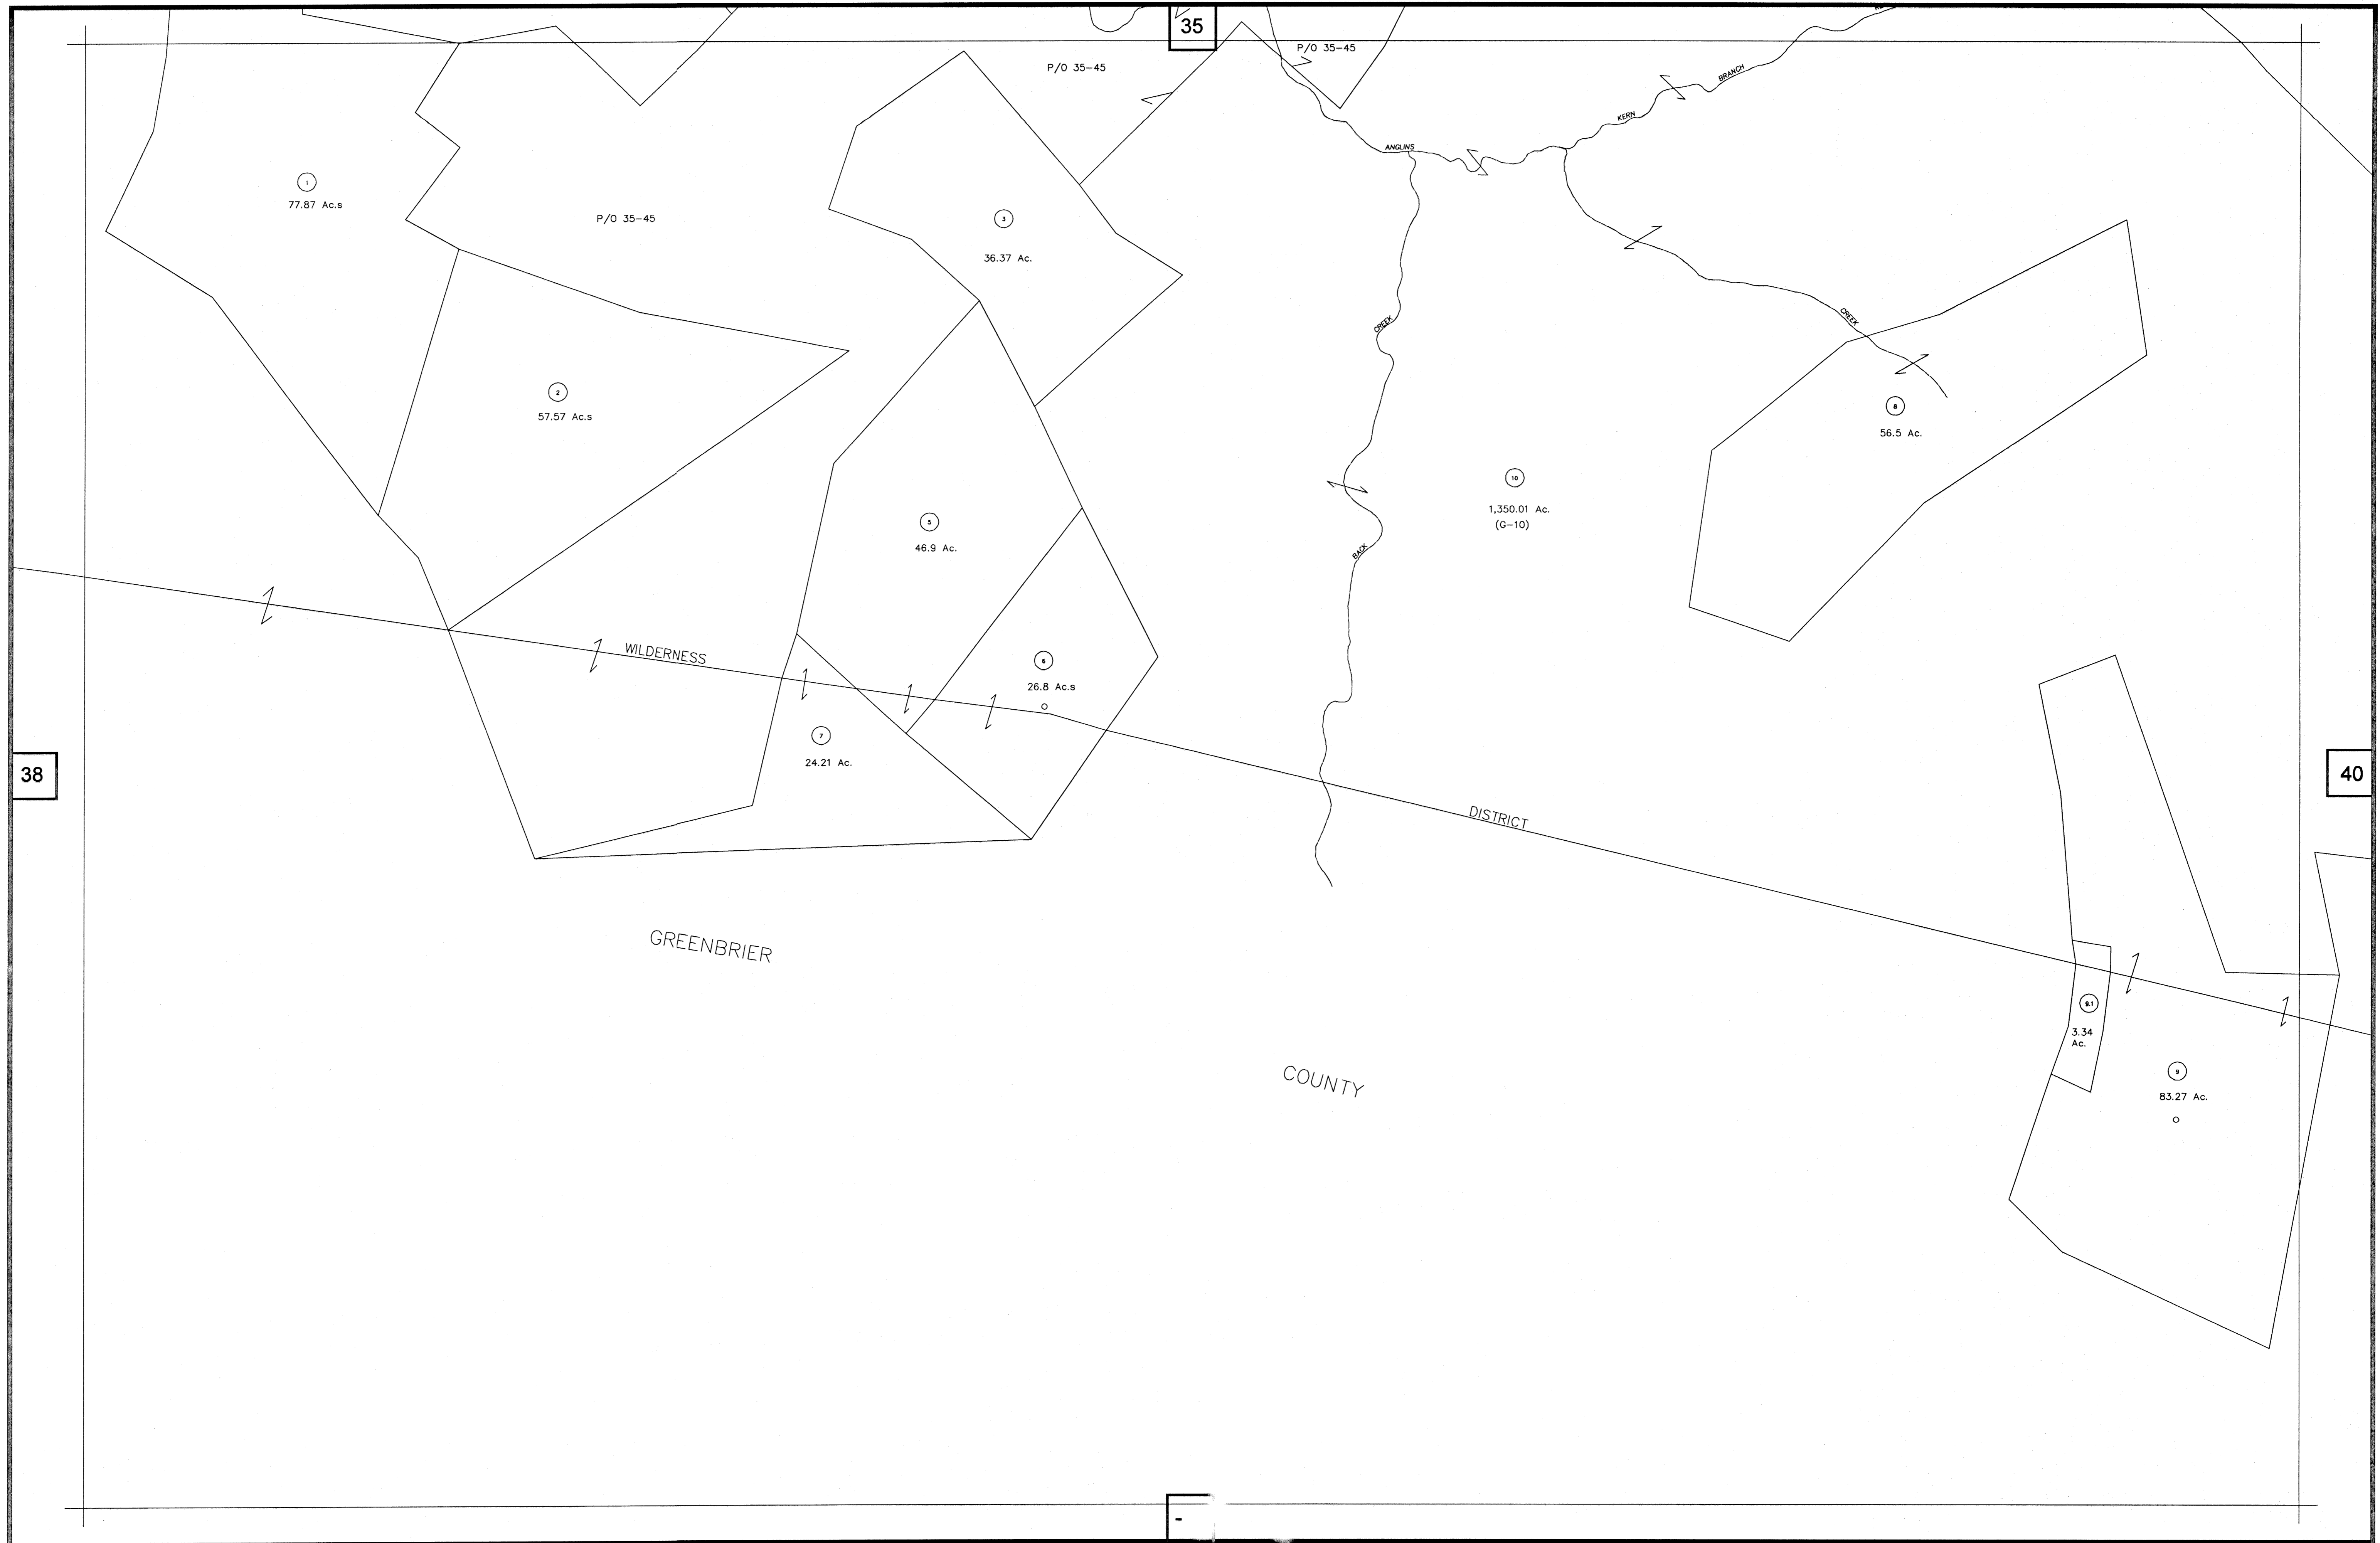 35
P/O 35-45
P/O 35-45
BRANCH
KERN
ANGLINS
1
77.87 Ac.s
P/O 35-45
3
36.37 Ac.
CREEK
CREEK
2
57.57 Ac.s
8
56.5 Ac.
10
1,350.01 Ac.
(G-10)
5
46.9 Ac.
BACK
WILDERNESS
6
26.8 Ac.s
7
24.21 Ac.
38
40
DISTRICT
GREENBRIER
9.1
3.34
Ac.
COUNTY
9
83.27 Ac.
-